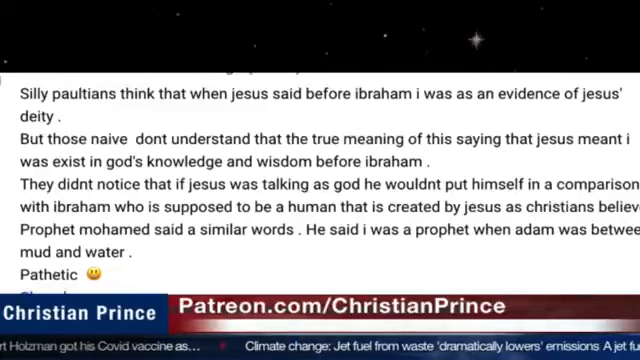 Silly paultians think that when jesus said before ibraham i was as an evidence of jesus'
deity .
But those naive dont understand that the true meaning of this saying that jesus meant i
was exist in god's knowledge and wisdom before ibraham .
They didnt notice that if jesus was talking as god he wouldnt put himself in a comparison
with ibraham who is supposed to be a human that is created by jesus as christians believe
Prophet mohamed said a similar words . He said i was a prophet when adam was betwee
mud and water .
Pathetic 😃
Christian Prince
Patreon.com/ChristianPrince
rt Holzman got his Covid vaccine as... Climate change: Jet fuel from waste 'dramatically lowers' emissions A jet fu